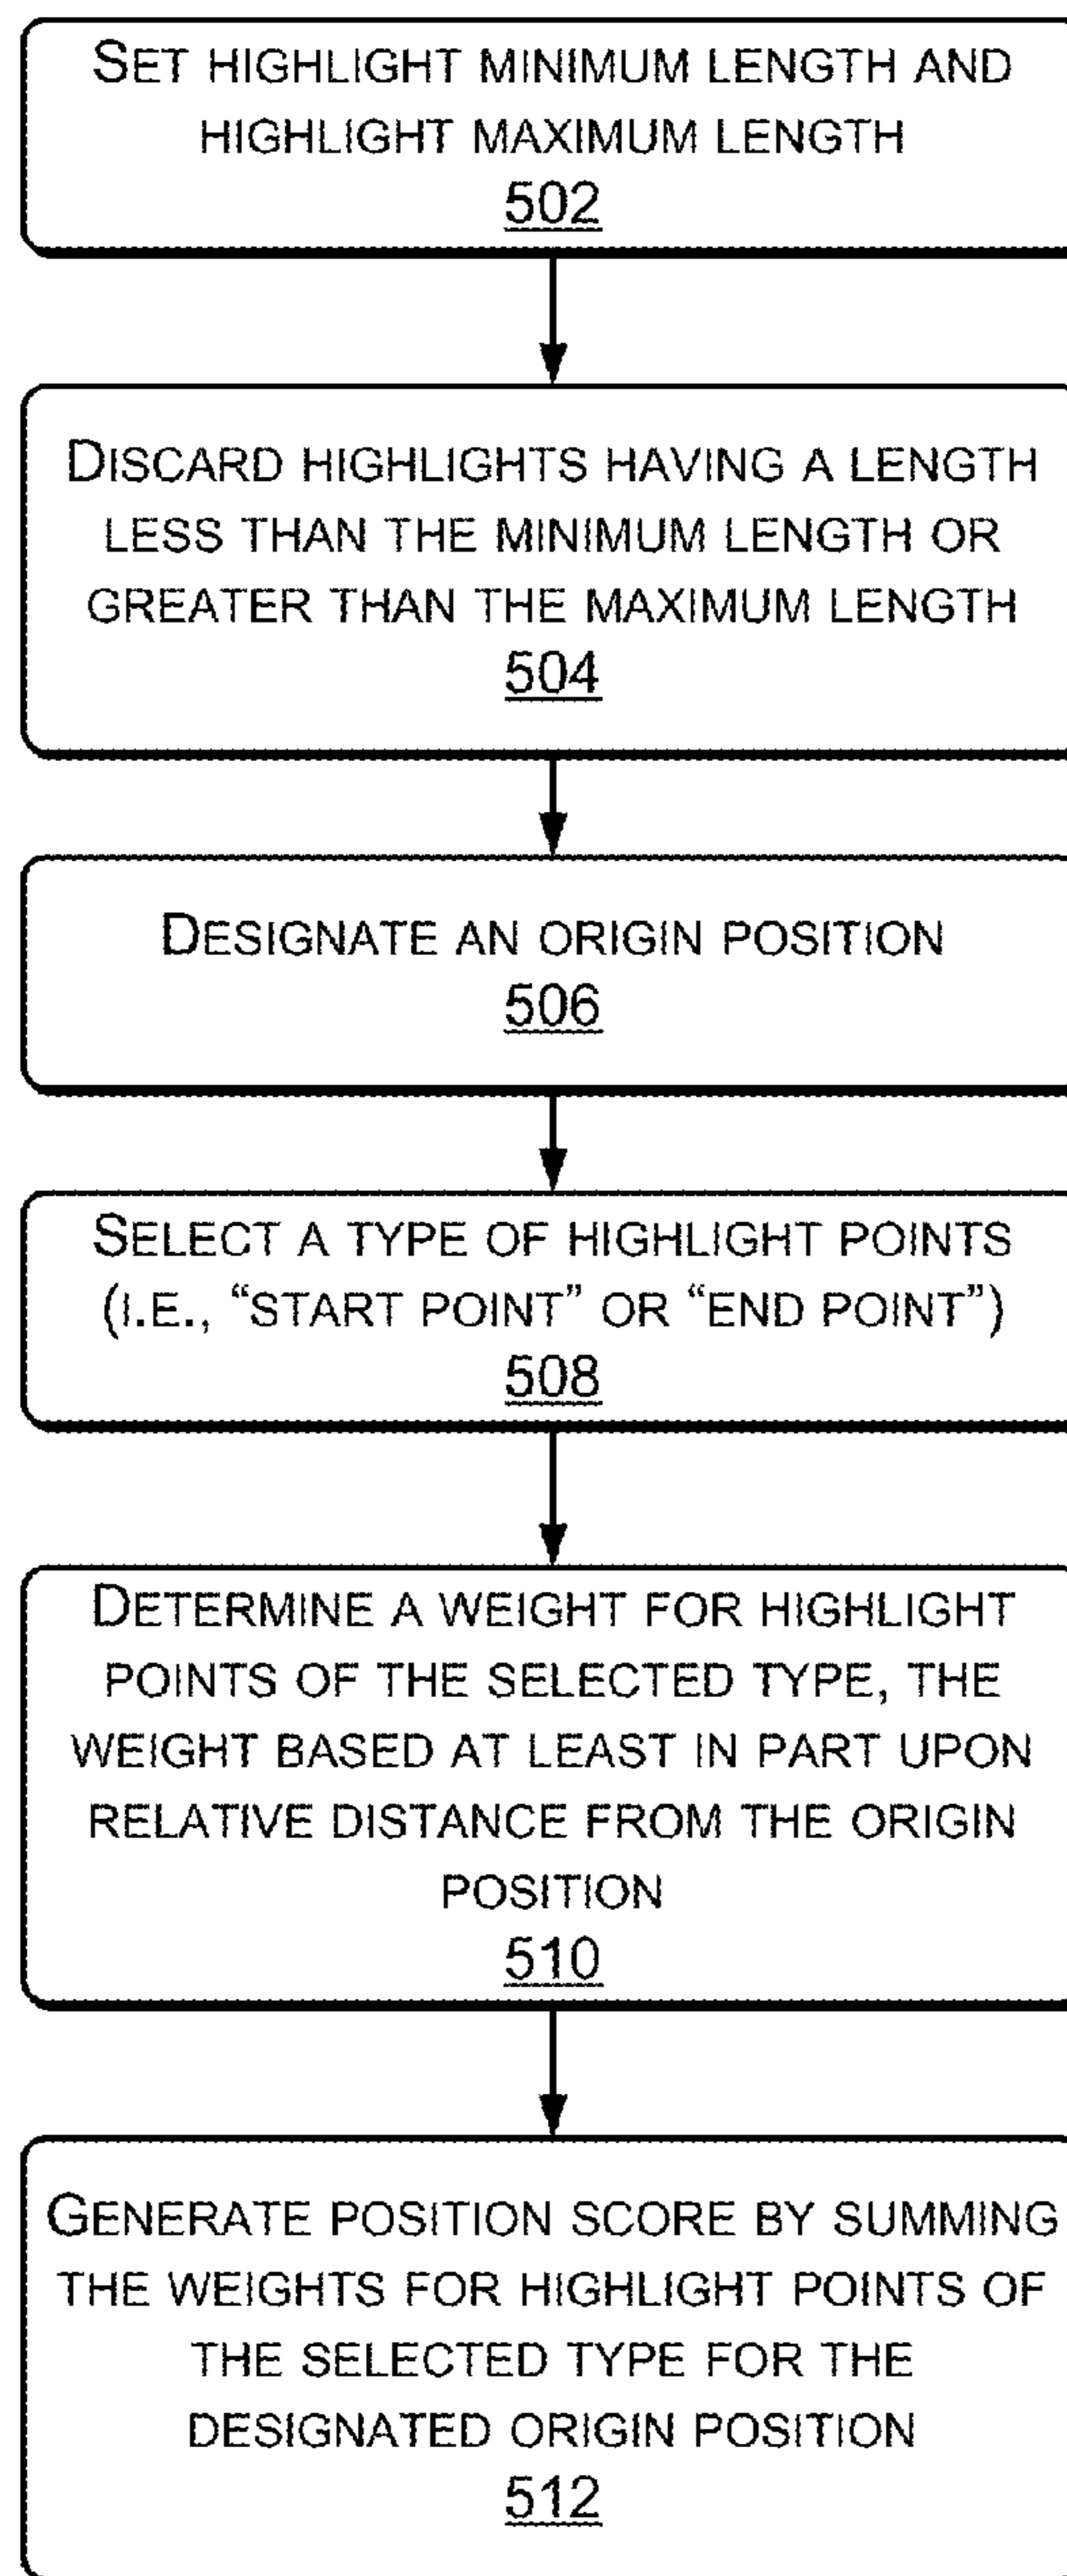 SET HIGHLIGHT MINIMUM LENGTH AND
HIGHLIGHT MAXIMUM LENGTH
502
DISCARD HIGHLIGHTS HAVING A LENGTH
LESS THAN THE MINIMUM LENGTH OR
GREATER THAN THE MAXIMUM LENGTH
504
DESIGNATE AN ORIGIN POSITION
506
SELECT A TYPE OF HIGHLIGHT POINTS
(I.E., “START POINT” OR “END POINT”)
508
DETERMINE A WEIGHT FOR HIGHLIGHT
POINTS OF THE SELECTED TYPE, THE
WEIGHT BASED AT LEAST IN PART UPON
RELATIVE DISTANCE FROM THE ORIGIN
POSITION
510
GENERATE POSITION SCORE BY SUMMING
THE WEIGHTS FOR HIGHLIGHT POINTS OF
THE SELECTED TYPE FOR THE
DESIGNATED ORIGIN POSITION
512